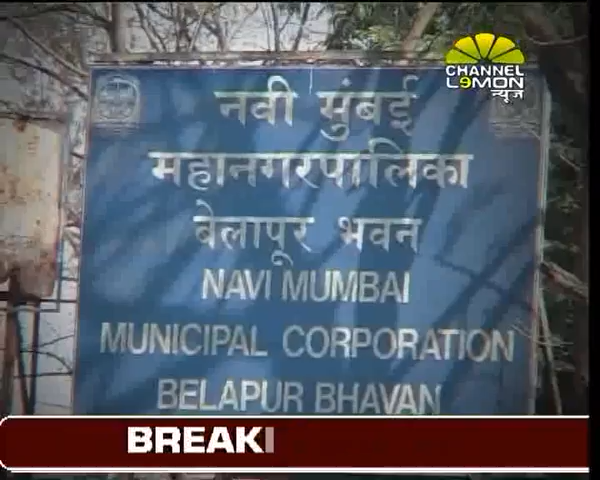 CHANNEL
LEMON
न्यूज़
नवी मुंबई
महानगरपालिका
बेलापूर भवन
NAVI MUMBAI
MUNICIPAL CORPORATION
BELAPUR BHAVAN
BREAKI